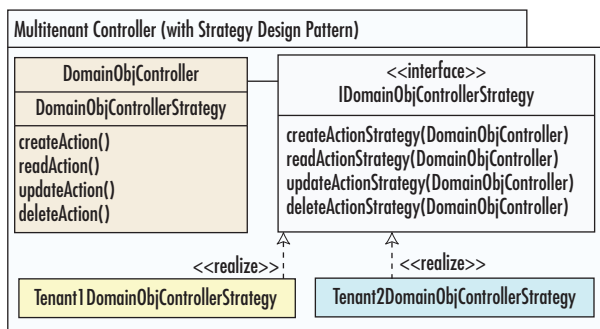 Multitenant Controller (with Strategy Design Pattern)
DomainObjController
DomainObjControllerStrategy
createAction()
readAction()
updateAction()
deleteAction()
<<interface>>
IDomainObjControllerStrategy
createActionStrategy(DomainObjController)
readActionStrategy(DomainObjController)
updateActionStrategy(DomainObjController)
deleteActionStrategy(DomainObjController)
<<realize>>
<<realize>>
Tenant1DomainObjControllerStrategy
Tenant2DomainObjControllerStrategy